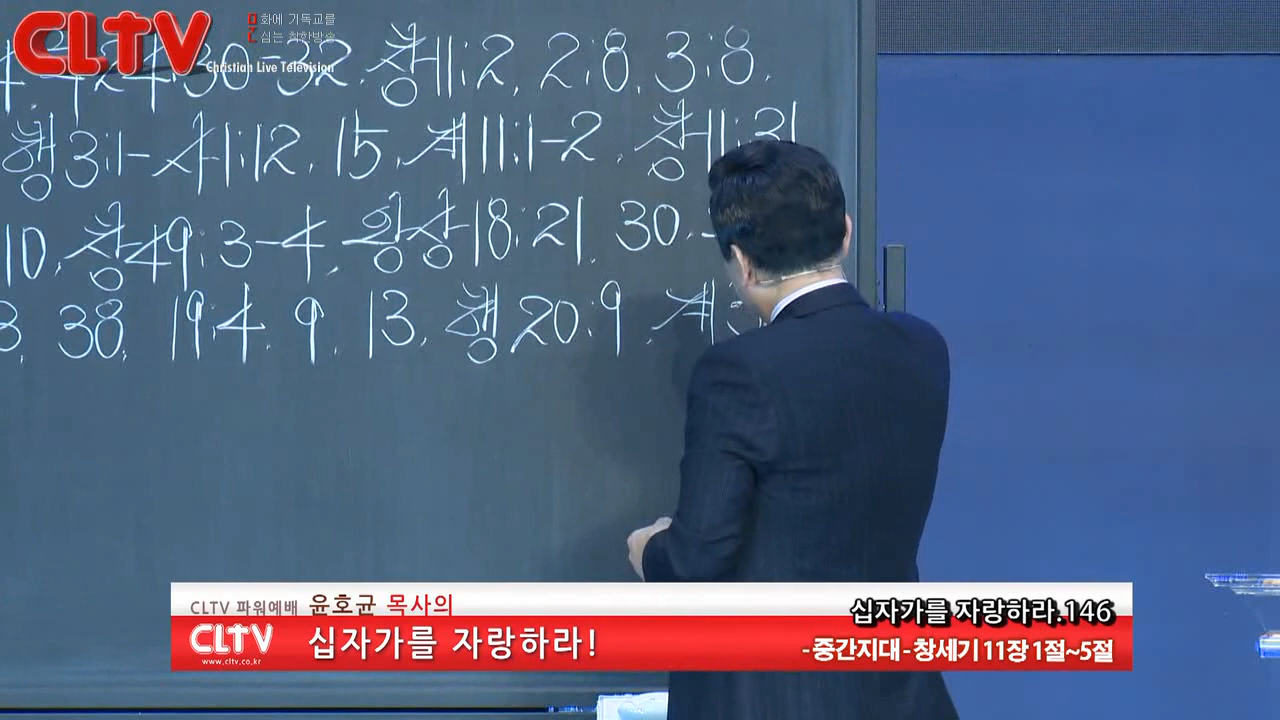 CLTV
화에 기독교를
심는 착한방송
Christian Live Television
24:30-32. 창11:2, 2:8, 3:8.
행3:1- 사1:12, 15. 계11:1-2. 창11:31
10. 창49:3-4, 왕상18:21, 30.
38. 19:4, 9, 13. 행20:9. 계3
CLTV 파워예배 윤호균 목사의
십자가를 자랑하라.146
CLTV
www.cltv.co.kr
십자가를 자랑하라!
- 중간지대 - 창세기 11장 1절~5절